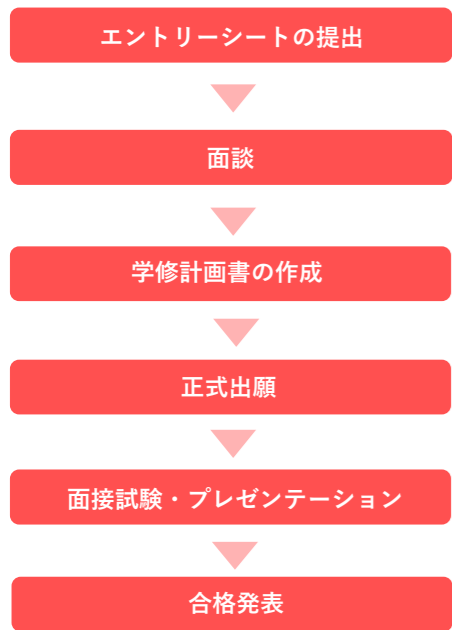 エントリーシートの提出
面談
学修計画書の作成
正式出願
面接試験・プレゼンテーション
合格発表